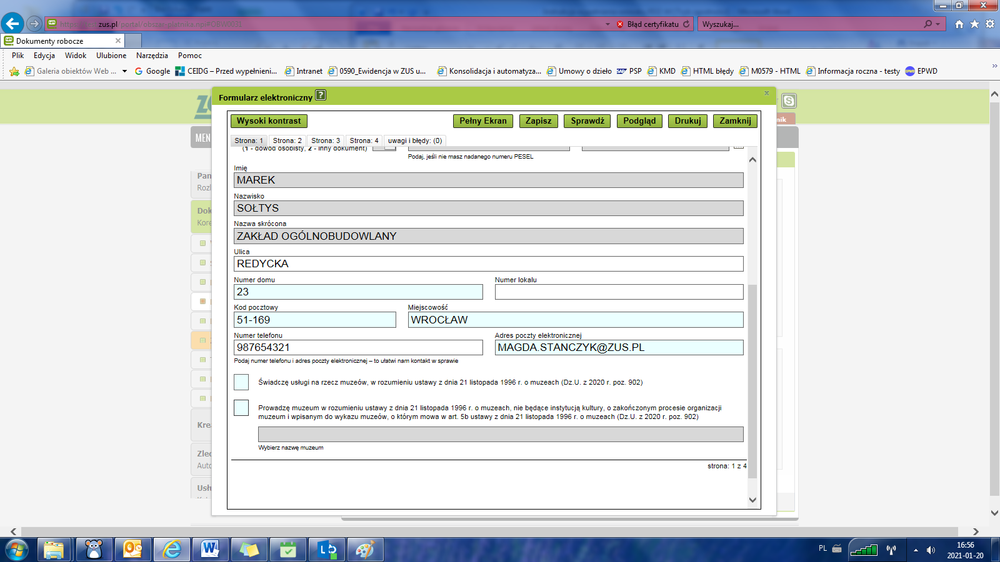 https://
zus.pl/portal/obszar-platnika.npi#OBW0031
Błąd certyfikatu
Wyszukaj...
Dokumenty robocze
Plik Edycja Widok Ulubione Narzędzia Pomoc
Galeria obiektów Web ... Google CEIDG – Przed wypełnieni... Intranet 0590_Ewidencja w ZUS u... Konsolidacja i automatyza... Umowy o dzieło PSP KMD HTML błędy M0579 - HTML Informacja roczna - testy EPWD
Formularz elektroniczny ?
Wysoki kontrast Pełny Ekran Zapisz Sprawdź Podgląd Drukuj Zamknij
nik
MEN
Strona: 1 Strona: 2 Strona: 3 Strona: 4 uwagi i błędy: (0)
(1 - dowód osobisty, 2 - inny dokument)
Podaj, jeśli nie masz nadanego numeru PESEL
Imię
MAREK
Nazwisko
SOŁTYS
Nazwa skrócona
ZAKŁAD OGÓLNOBUDOWLANY
Ulica
REDYCKA
Numer domu Numer lokalu
23
Kod pocztowy Miejscowość
51-169 WROCŁAW
Numer telefonu Adres poczty elektronicznej
987654321 MAGDA.STANCZYK@ZUS.PL
Podaj numer telefonu i adres poczty elektronicznej – to ułatwi nam kontakt w sprawie
Świadczę usługi na rzecz muzeów, w rozumieniu ustawy z dnia 21 listopada 1996 r. o muzeach (Dz.U. z 2020 r. poz. 902)
Prowadzę muzeum w rozumieniu ustawy z dnia 21 listopada 1996 r. o muzeach, nie będące instytucją kultury, o zakończonym procesie organizacji
muzeum i wpisanym do wykazu muzeów, o którym mowa w art. 5b ustawy z dnia 21 listopada 1996 r. o muzeach (Dz.U. z 2020 r. poz. 902)
Wybierz nazwę muzeum
strona: 1 z 4
Pan
Rozl
Dok
Kore
Krea
Zlec
Auto
Usłu
PL
16:56
2021-01-20